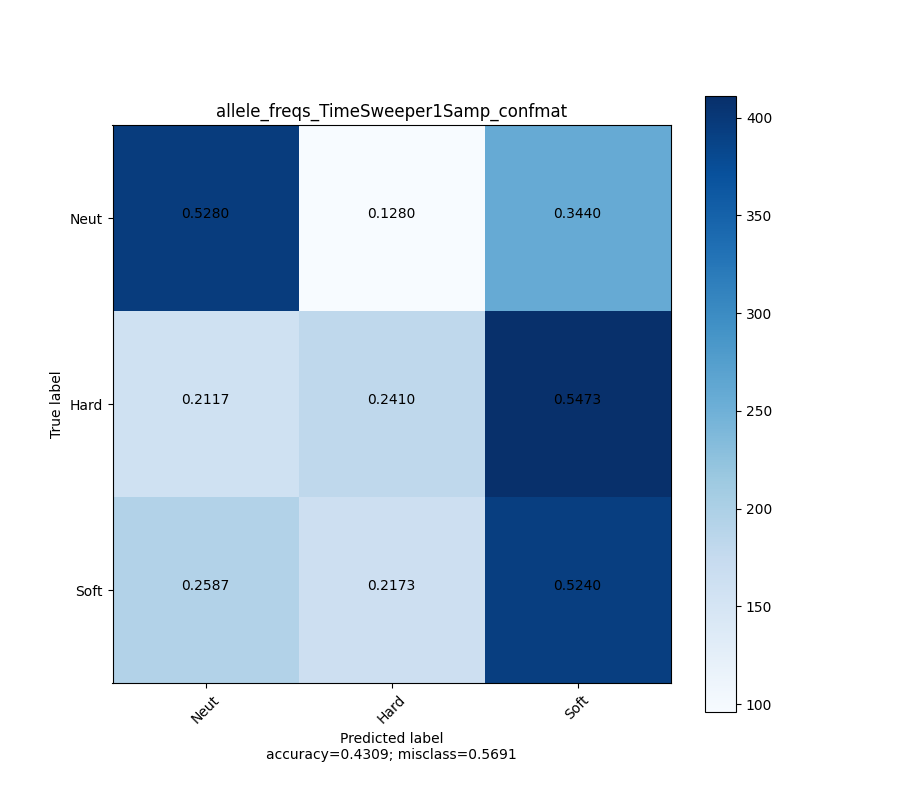 allele_freqs_TimeSweeper1Samp_confmat
Neut 0.5280 0.1280 0.3440
Hard 0.2117 0.2410 0.5473
Soft 0.2587 0.2173 0.5240
True label
Neut Hard Soft
Predicted label
accuracy=0.4309; misclass=0.5691
400
350
300
250
200
150
100